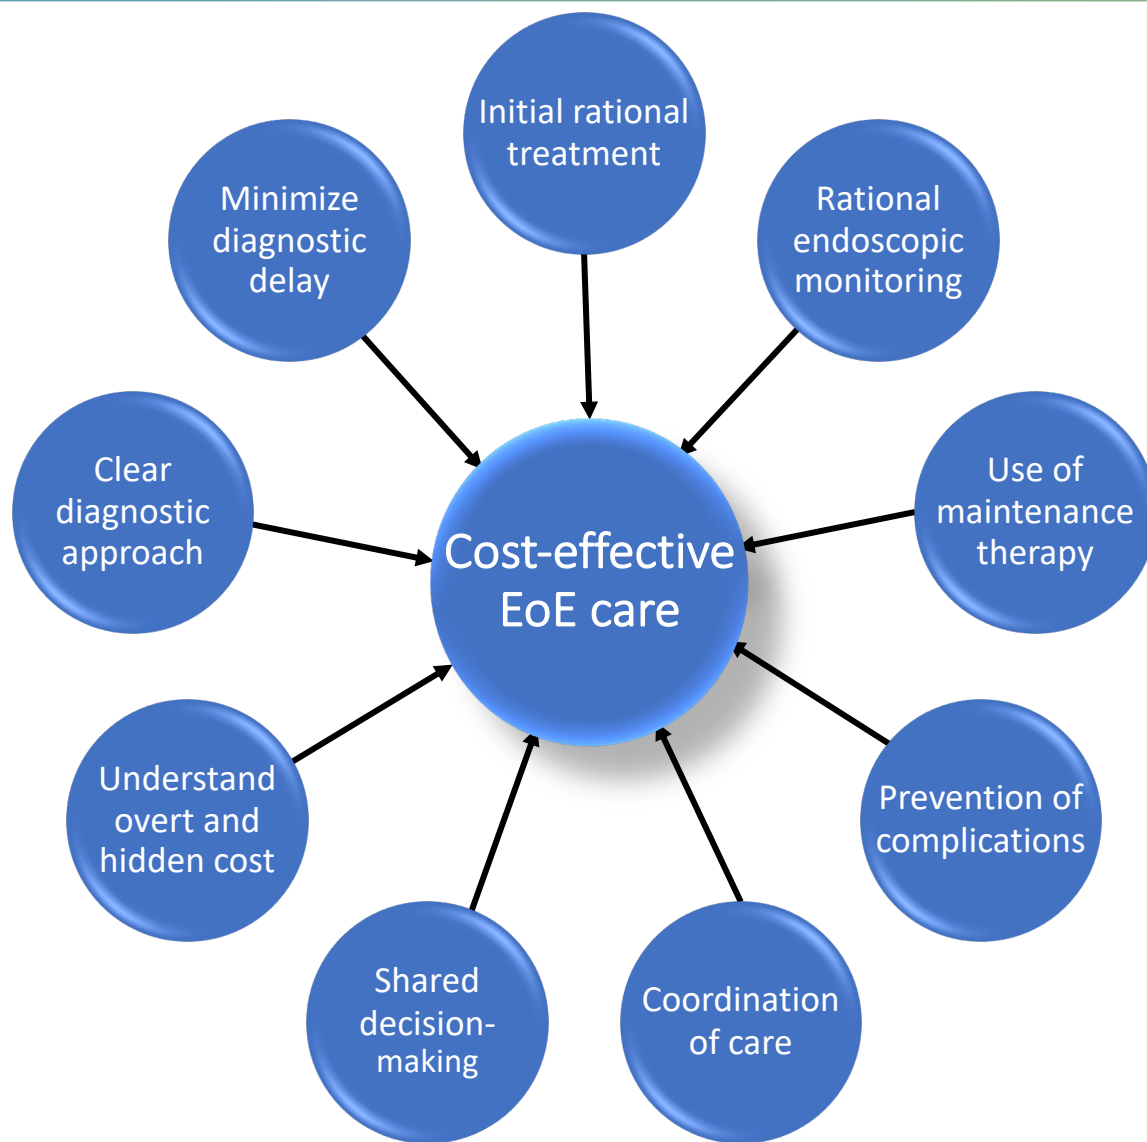 Initial rational
treatment
Rational
endoscopic
monitoring
Use of
maintenance
therapy
Prevention of
complications
Coordination
of care
Shared
decision-
making
Understand
overt and
hidden cost
Clear
diagnostic
approach
Minimize
diagnostic
delay
Cost-effective
EoE care